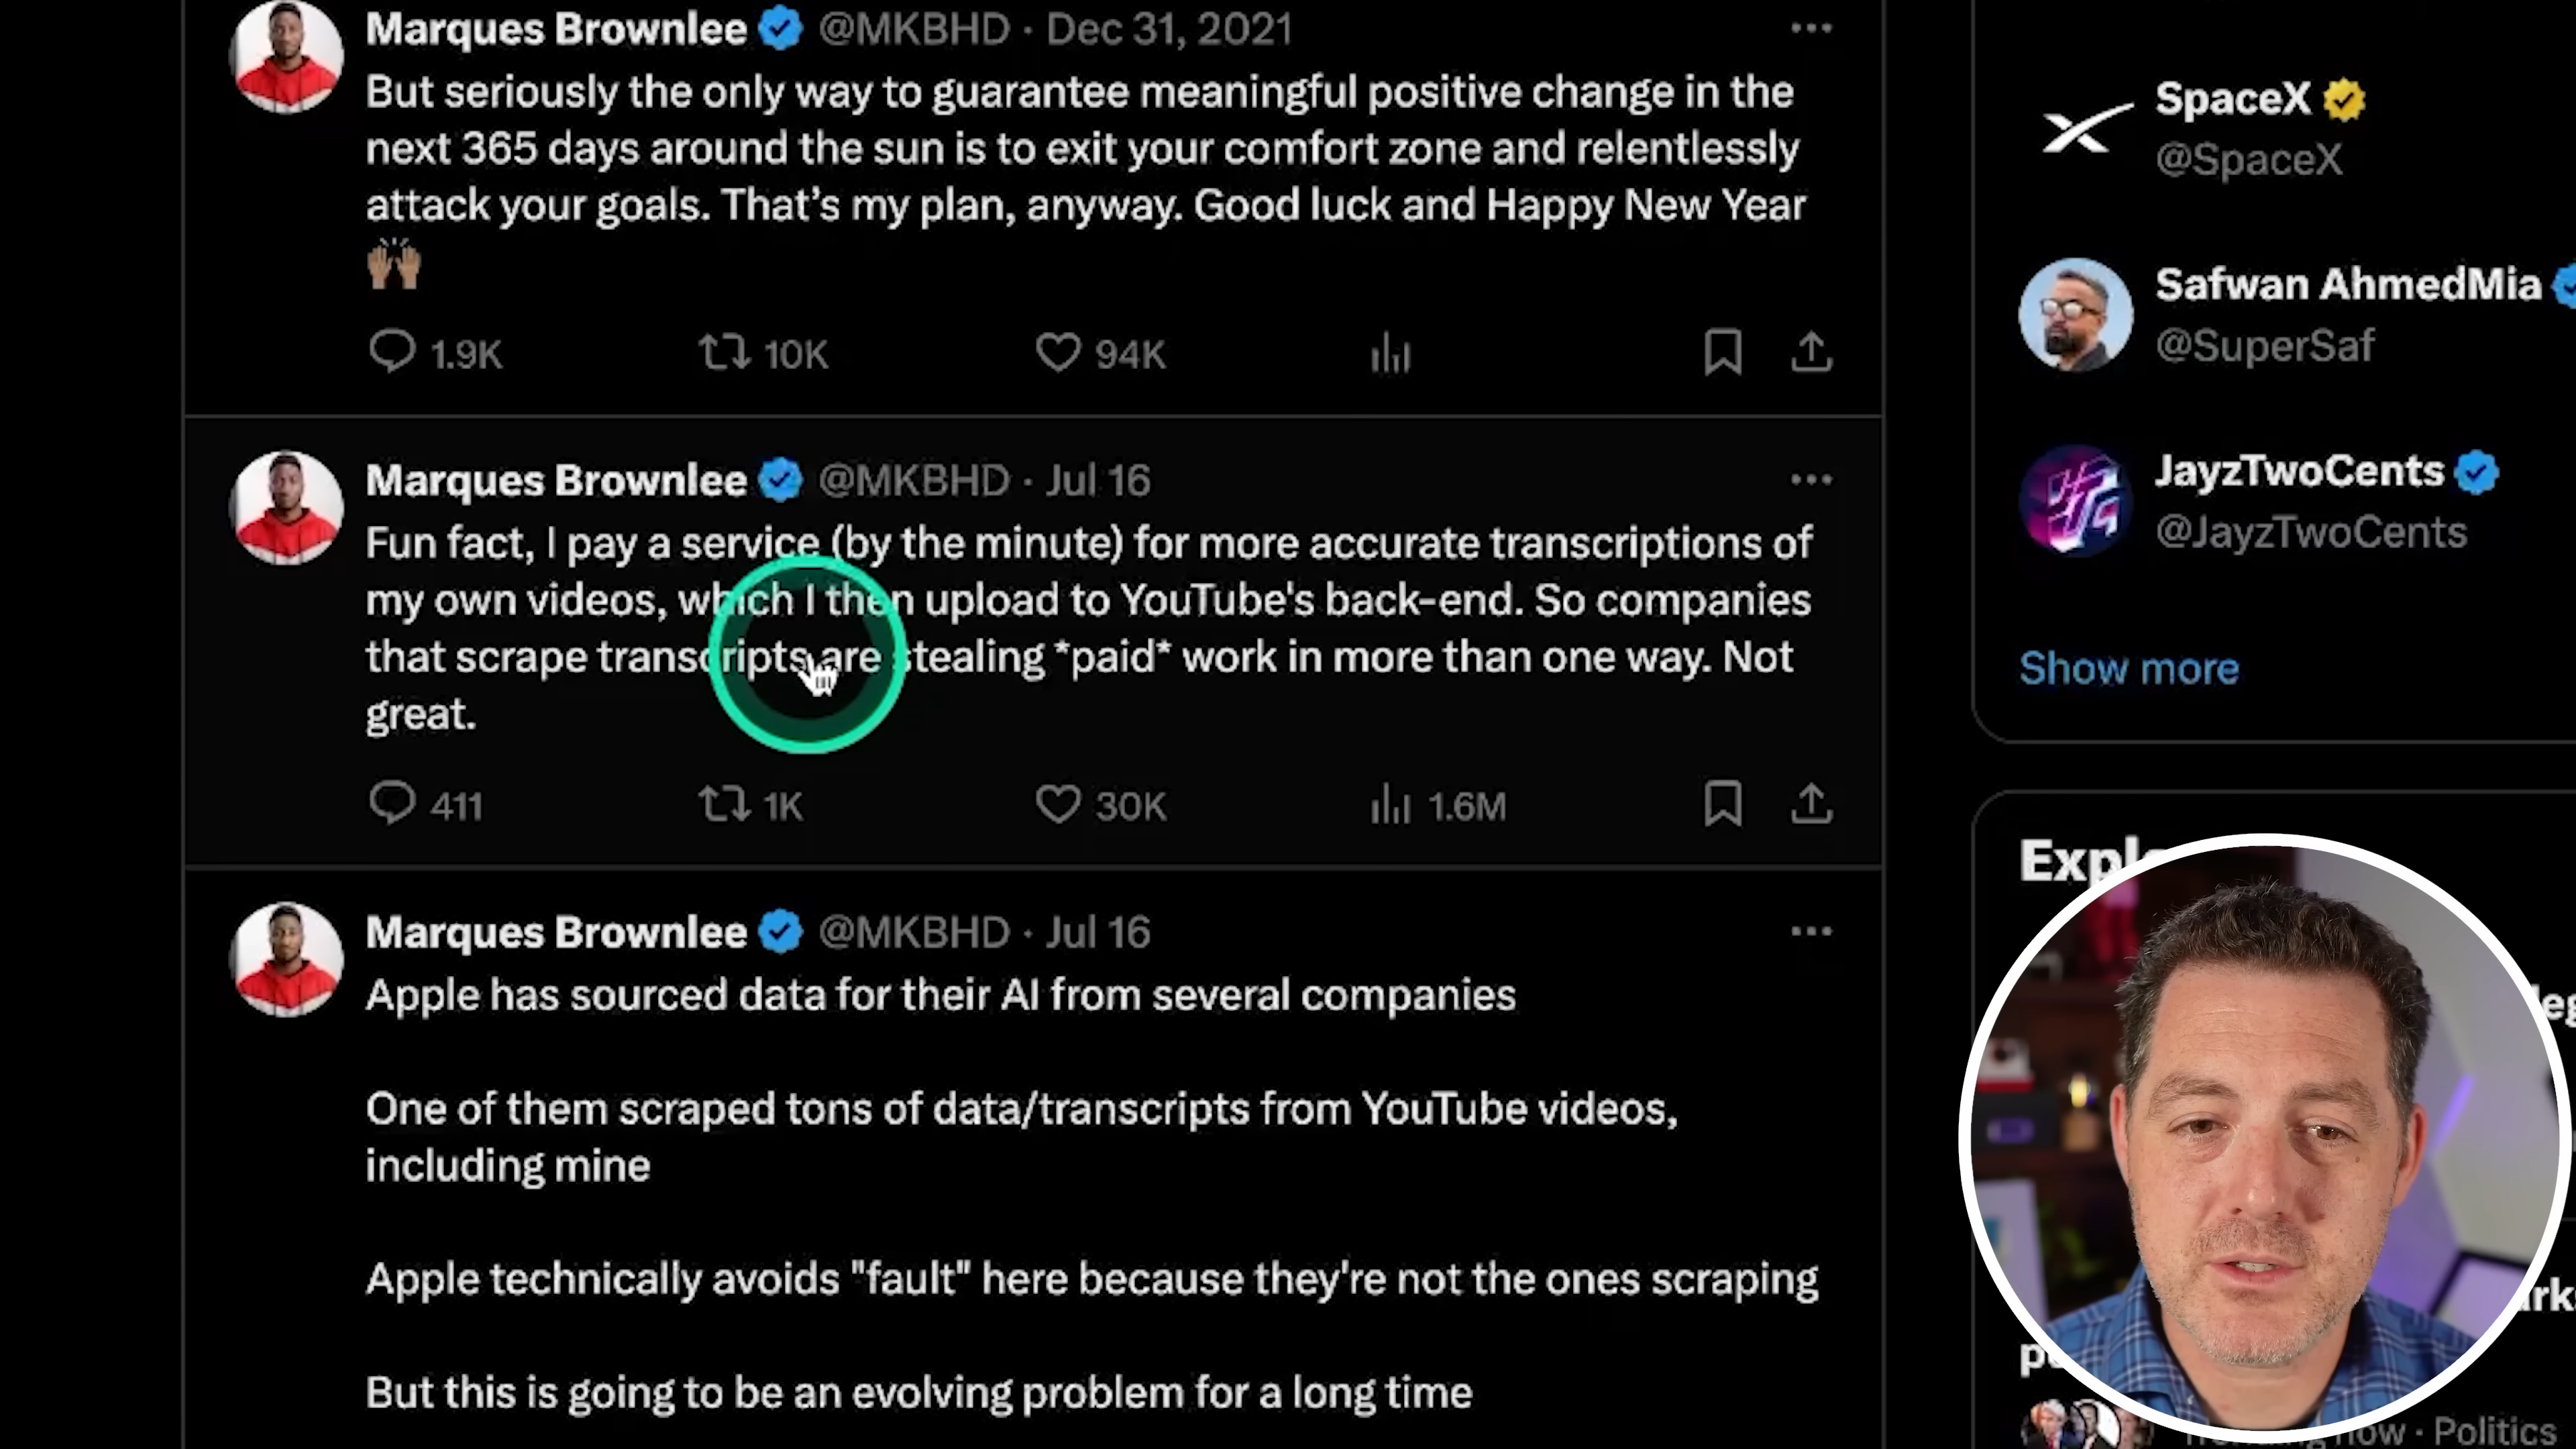 Marques Brownlee @MKBHD · Dec 31, 2021
But seriously the only way to guarantee meaningful positive change in the
next 365 days around the sun is to exit your comfort zone and relentlessly
attack your goals. That’s my plan, anyway. Good luck and Happy New Year
🙌🏽
1.9K 10K 94K
Marques Brownlee @MKBHD · Jul 16
Fun fact, I pay a service (by the minute) for more accurate transcriptions of
my own videos, which I then upload to YouTube's back-end. So companies
that scrape transcripts are stealing *paid* work in more than one way. Not
great.
411 1K 30K 1.6M
Marques Brownlee @MKBHD · Jul 16
Apple has sourced data for their AI from several companies
One of them scraped tons of data/transcripts from YouTube videos,
including mine
Apple technically avoids "fault" here because they're not the ones scraping
But this is going to be an evolving problem for a long time
SpaceX
@SpaceX
Safwan AhmedMia
@SuperSaf
JayzTwoCents
@JayzTwoCents
Show more
· Politics